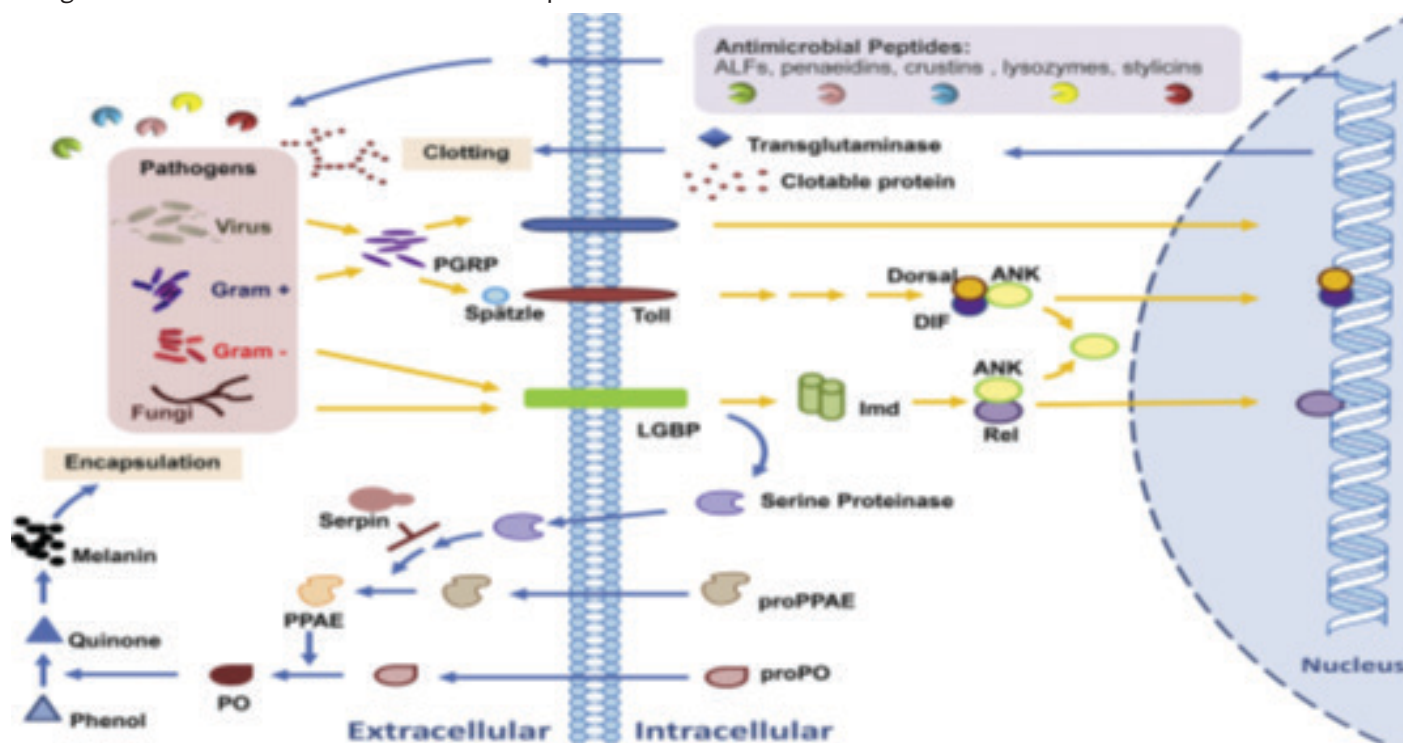 Antimicrobial Peptides:
ALFs, penaeidins, crustins , lysozymes, stylicins
Clotting
Transglutaminase
Clotable protein
Pathogens
Virus
PGRP
Gram +
Spätzle
Toll
Dorsal
ANK
DIF
Gram -
Fungi
LGBP
Imd
ANK
Rel
Encapsulation
Serine Proteinase
Serpin
Melanin
proPPAE
PPAE
Quinone
proPO
PO
Phenol
Nucleus
Extracellular
Intracellular